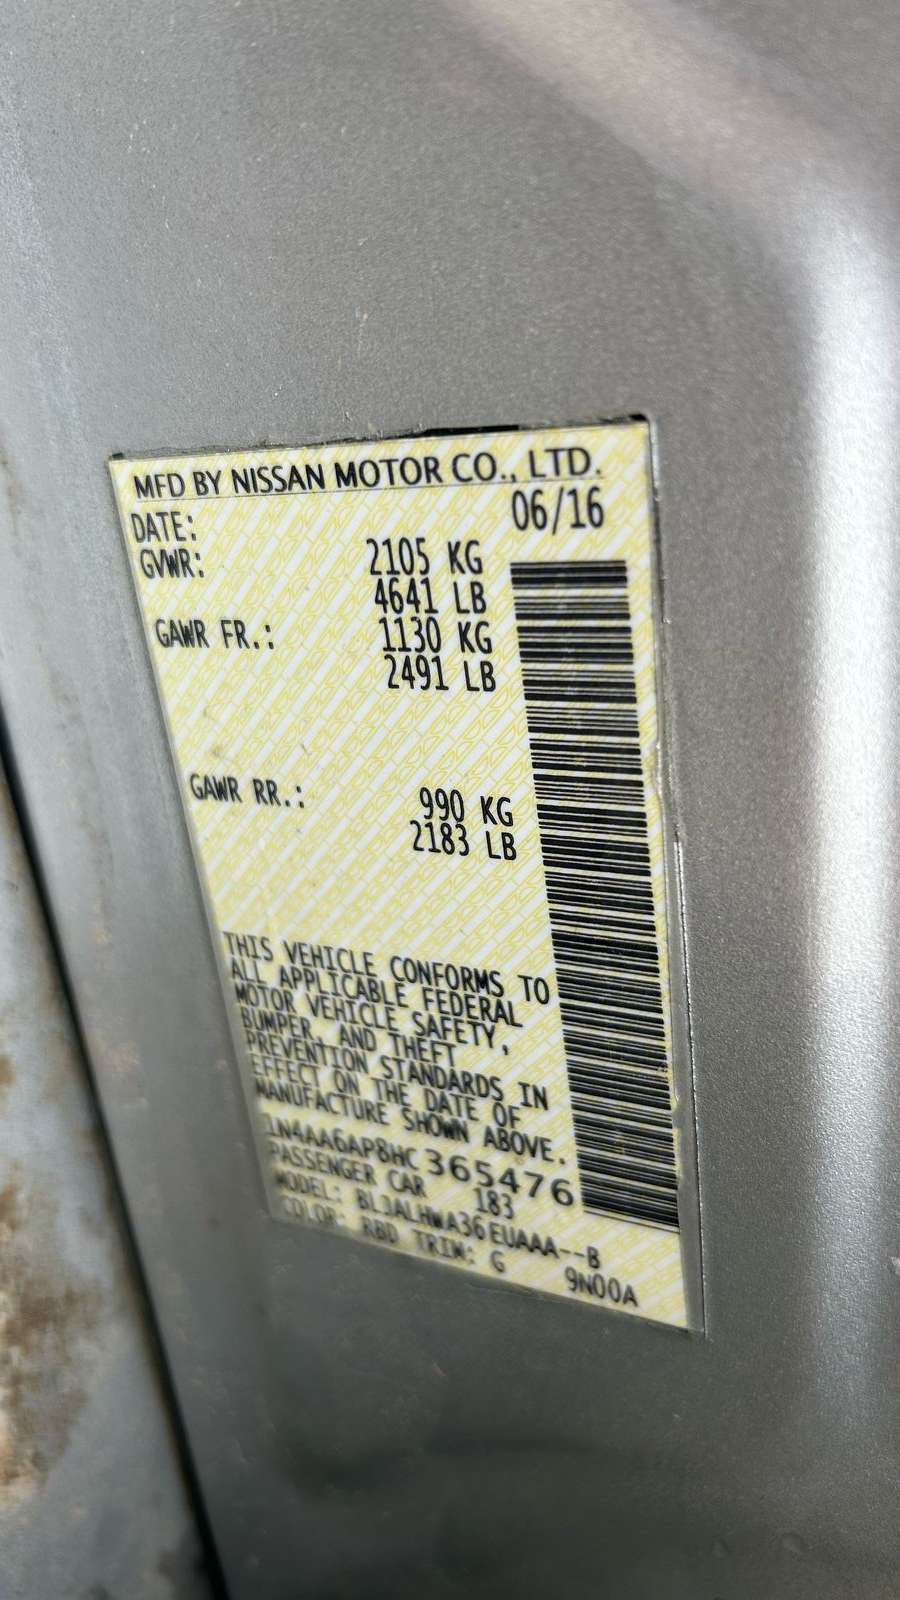 MFD BY NISSAN MOTOR CO., LTD.
DATE: 06/16
GVWR: 2105 KG
4641 LB
GAWR FR.: 1130 KG
2491 LB
GAWR RR.: 990 KG
2183 LB
THIS VEHICLE CONFORMS TO
ALL APPLICABLE FEDERAL
MOTOR VEHICLE SAFETY,
BUMPER, AND THEFT
PREVENTION STANDARDS IN
EFFECT ON THE DATE OF
MANUFACTURE SHOWN ABOVE.
1N4AA6AP8HC365476
PASSENGER CAR 183
MODEL: BLJALHWA36EUAAA--B
COLOR: RBD TRIM: G 9N00A